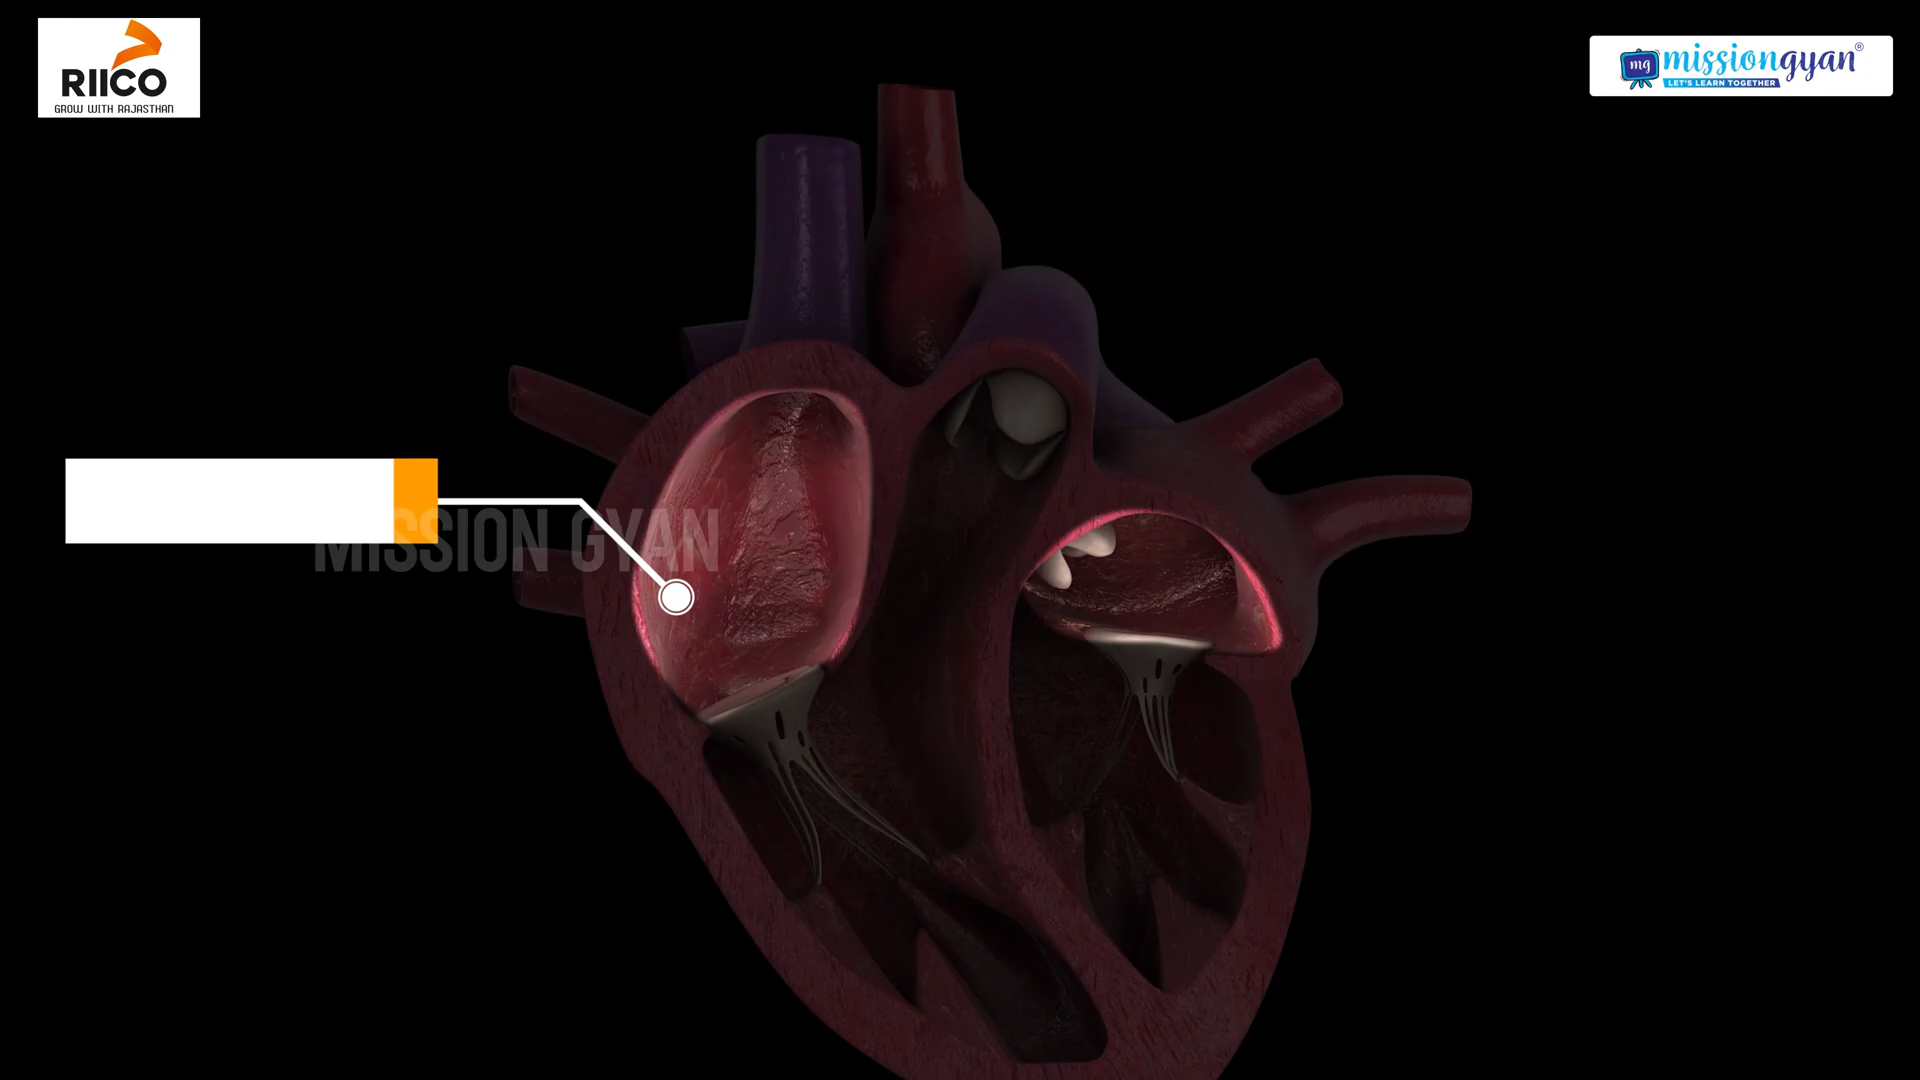 RIICO
GROW WITH RAJASTHAN
mg missiongyan®
LET'S LEARN TOGETHER
MISSION GYAN